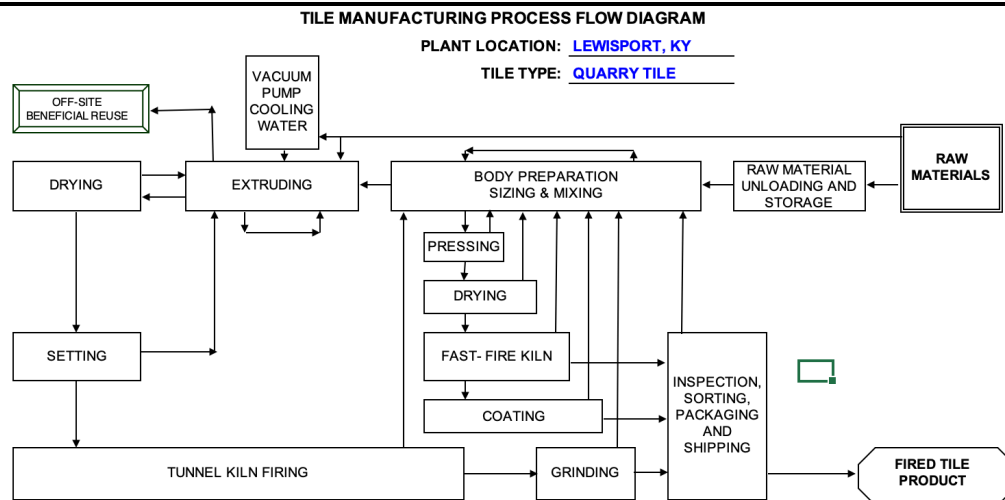 TILE MANUFACTURING PROCESS FLOW DIAGRAM
PLANT LOCATION: LEWISPORT, KY
TILE TYPE: QUARRY TILE
VACUUM
PUMP
COOLING
WATER
OFF-SITE
BENEFICIAL REUSE
DRYING
EXTRUDING
BODY PREPARATION
SIZING & MIXING
RAW MATERIAL
UNLOADING AND
STORAGE
RAW
MATERIALS
PRESSING
DRYING
SETTING
FAST- FIRE KILN
COATING
INSPECTION,
SORTING,
PACKAGING
AND
SHIPPING
TUNNEL KILN FIRING
GRINDING
FIRED TILE
PRODUCT